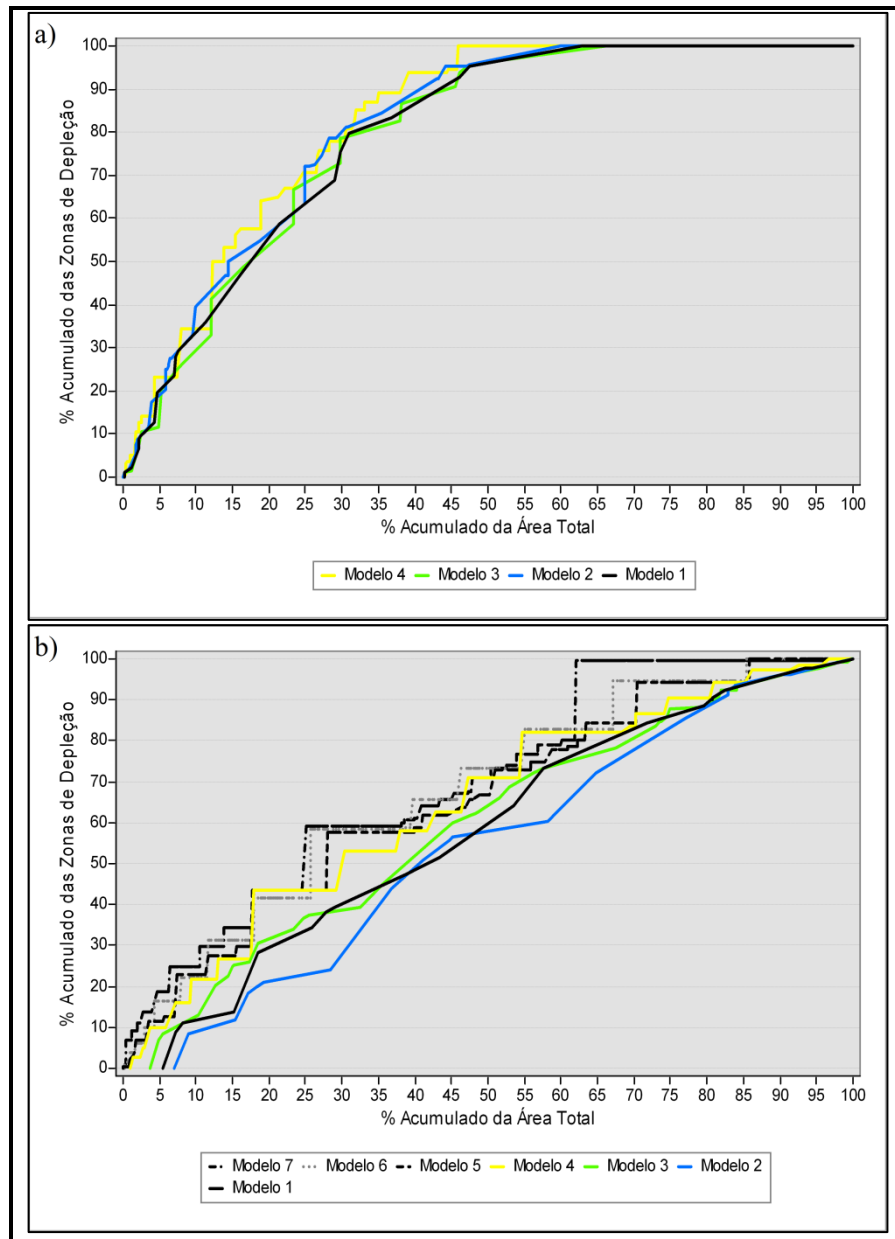 a)
% Acumulado das Zonas de Depleção
100
90
80
70
60
50
40
30
20
10
0
0 5 10 15 20 25 30 35 40 45 50 55 60 65 70 75 80 85 90 95 100
% Acumulado da Área Total
Modelo 4 Modelo 3 Modelo 2 Modelo 1
b)
% Acumulado das Zonas de Depleção
100
90
80
70
60
50
40
30
20
10
0
0 5 10 15 20 25 30 35 40 45 50 55 60 65 70 75 80 85 90 95 100
% Acumulado da Área Total
Modelo 7 Modelo 6 Modelo 5 Modelo 4 Modelo 3 Modelo 2
Modelo 1